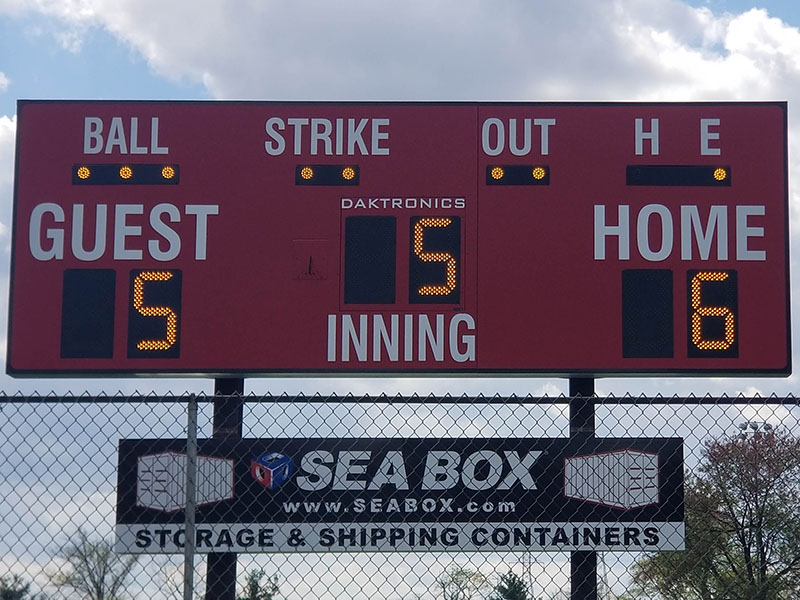 BALL STRIKE OUT H E
DAKTRONICS
GUEST 5 HOME
5 INNING 6
SEA BOX
www.SEABOX.com
STORAGE & SHIPPING CONTAINERS